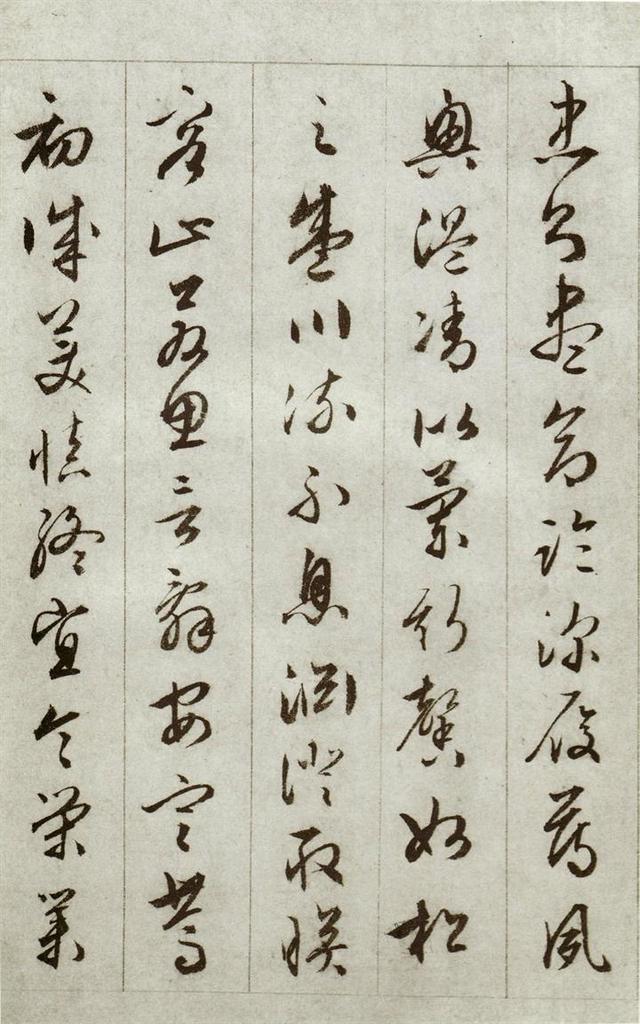 忠則盡命臨深履薄夙
興溫凊似蘭斯馨如松
之盛川流不息淵澄取暎
容止若思言辭安定篤
初誠美慎終宜令榮業